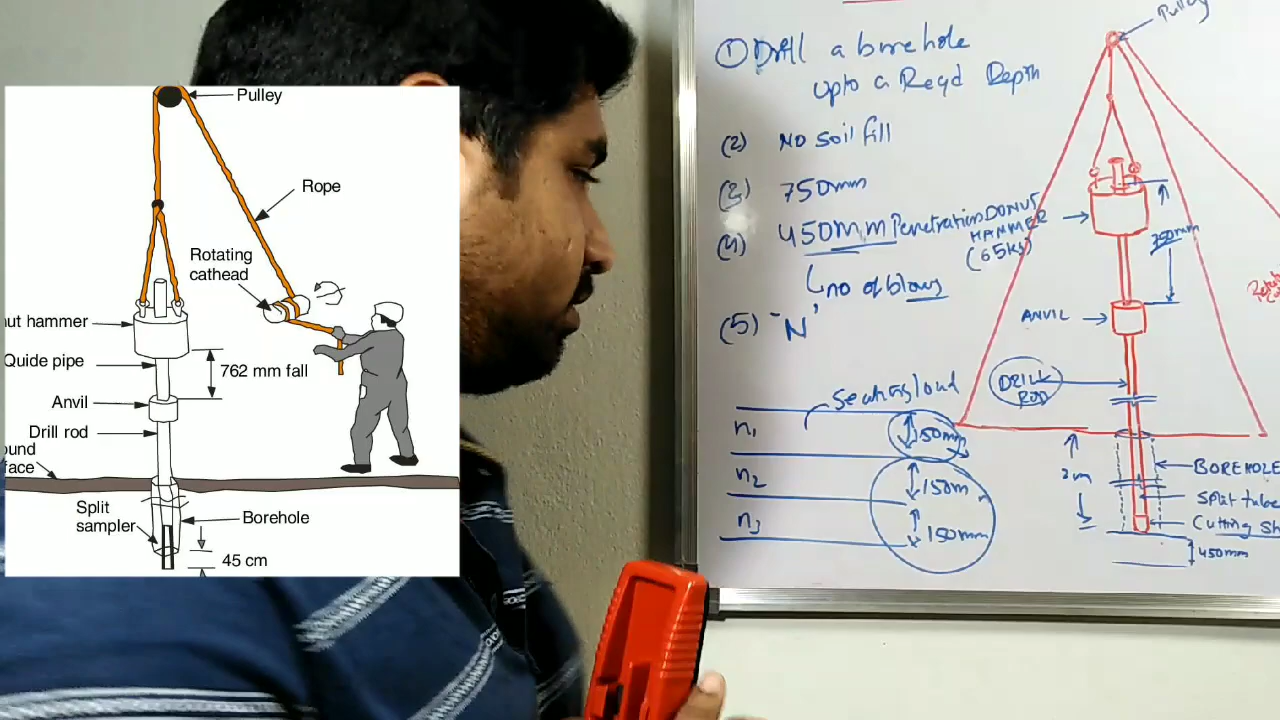 Pulley
Rope
Rotating
cathead
nut hammer
Quide pipe
762 mm fall
Anvil
Drill rod
ound
face
Split
sampler
Borehole
45 cm
① Drill a borehole
upto a Reqd Depth
(2) No soil fill
(3) 750mm
(4) 450mm Penetration
no of blows
(5) 'N'
Seating load
n1
150mm
n2
150m
n3
150mm
Pulley
DONUT
HAMMER
(65kg)
750mm
ANVIL
DRILL
ROD
BOREHOLE
Split tube
Cutting Sh
450mm